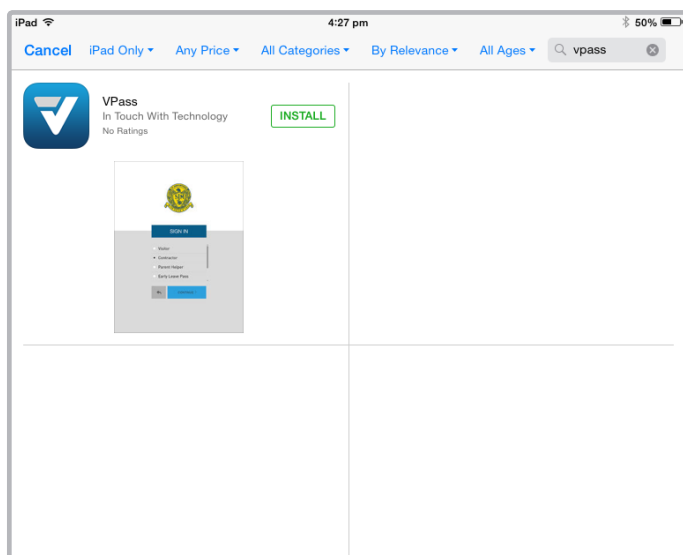 iPad 4:27 pm 50%
Cancel iPad Only Any Price All Categories By Relevance All Ages vpass
VPass
In Touch With Technology
INSTALL
No Ratings
SIGN IN
Visitor
Contractor
Parent Helper
Early Leave Pass